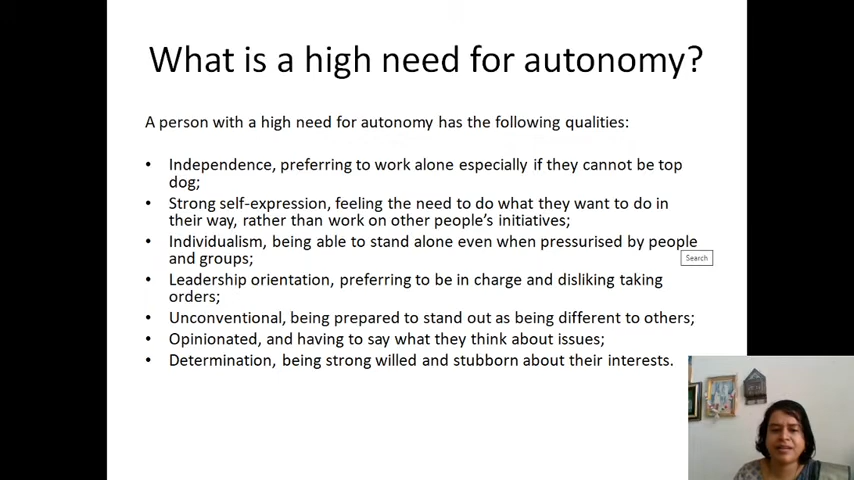 What is a high need for autonomy?
A person with a high need for autonomy has the following qualities:
• Independence, preferring to work alone especially if they cannot be top
dog;
• Strong self-expression, feeling the need to do what they want to do in
their way, rather than work on other people's initiatives;
• Individualism, being able to stand alone even when pressurised by people
and groups;
Search
• Leadership orientation, preferring to be in charge and disliking taking
orders;
• Unconventional, being prepared to stand out as being different to others;
• Opinionated, and having to say what they think about issues;
• Determination, being strong willed and stubborn about their interests.